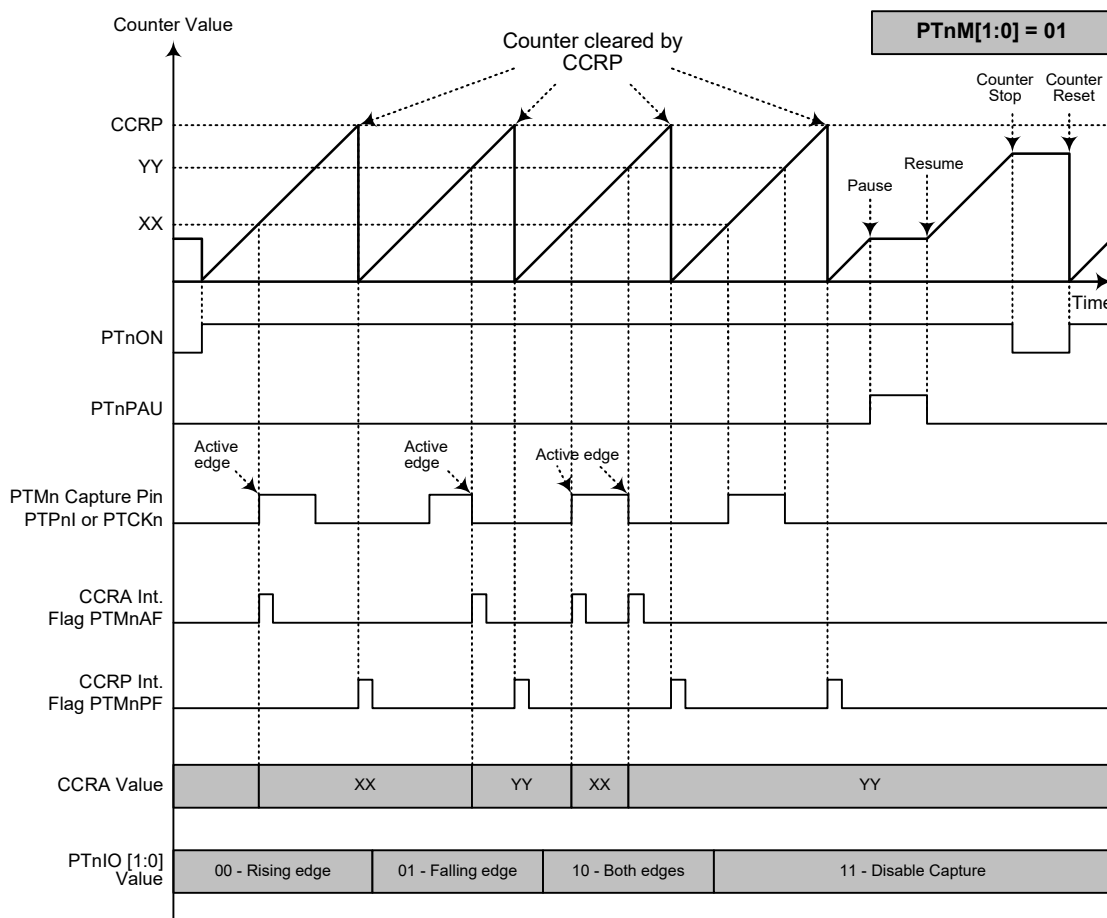 Counter Value
PTnM[1:0] = 01
Counter cleared by
CCRP
Counter
Stop
Counter
Reset
CCRP
YY
XX
Pause
Resume
Time
PTnON
PTnPAU
Active
edge
Active
edge
Active edge
PTMn Capture Pin
PTPnI or PTCKn
CCRA Int.
Flag PTMnAF
CCRP Int.
Flag PTMnPF
CCRA Value
XX
YY
XX
YY
PTnIO [1:0]
Value
00 - Rising edge
01 - Falling edge
10 - Both edges
11 - Disable Capture